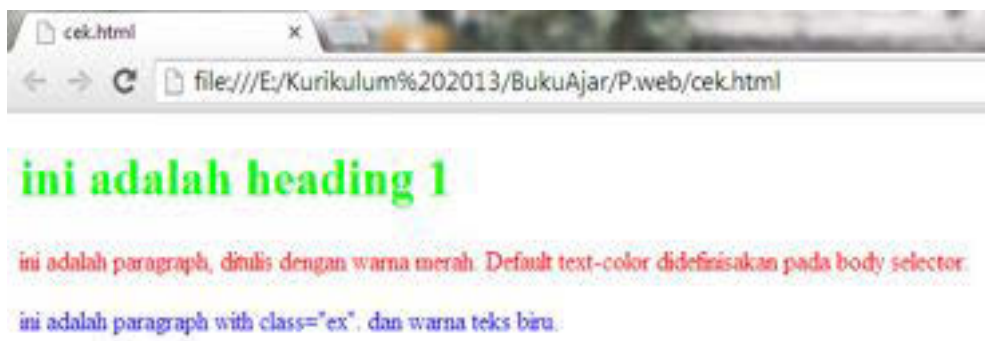 cek.html
file:///E:/Kurikulum%202013/BukuAjar/P.web/cek.html
ini adalah heading 1
ini adalah paragraph, ditulis dengan warna merah. Default text-color didefinisakan pada body selector.
ini adalah paragraph with class="ex". dan warna teks biru.